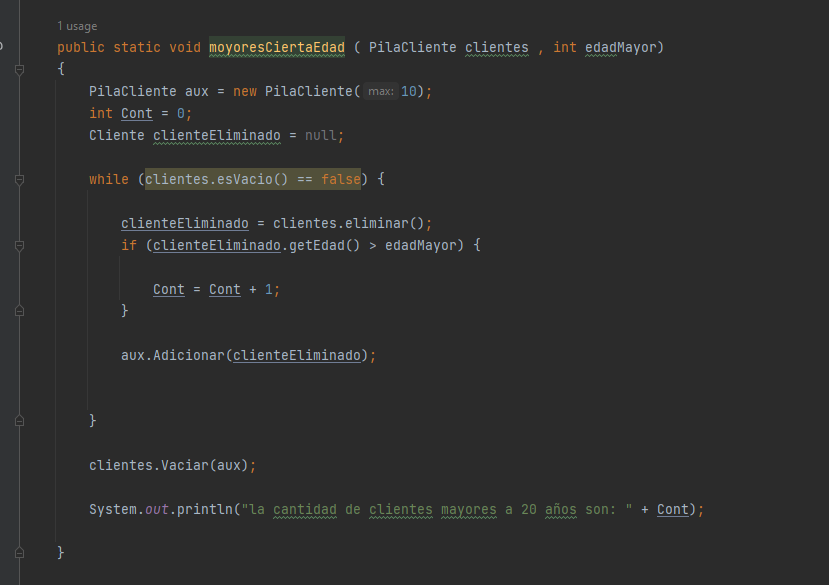 1 usage
public static void moyoresCiertaEdad ( PilaCliente clientes , int edadMayor)
{
PilaCliente aux = new PilaCliente( max: 10);
int Cont = 0;
Cliente clienteEliminado = null;
while (clientes.esVacio() == false) {
clienteEliminado = clientes.eliminar();
if (clienteEliminado.getEdad() > edadMayor) {
Cont = Cont + 1;
}
aux.Adicionar(clienteEliminado);
}
clientes.Vaciar(aux);
System.out.println("la cantidad de clientes mayores a 20 años son: " + Cont);
}